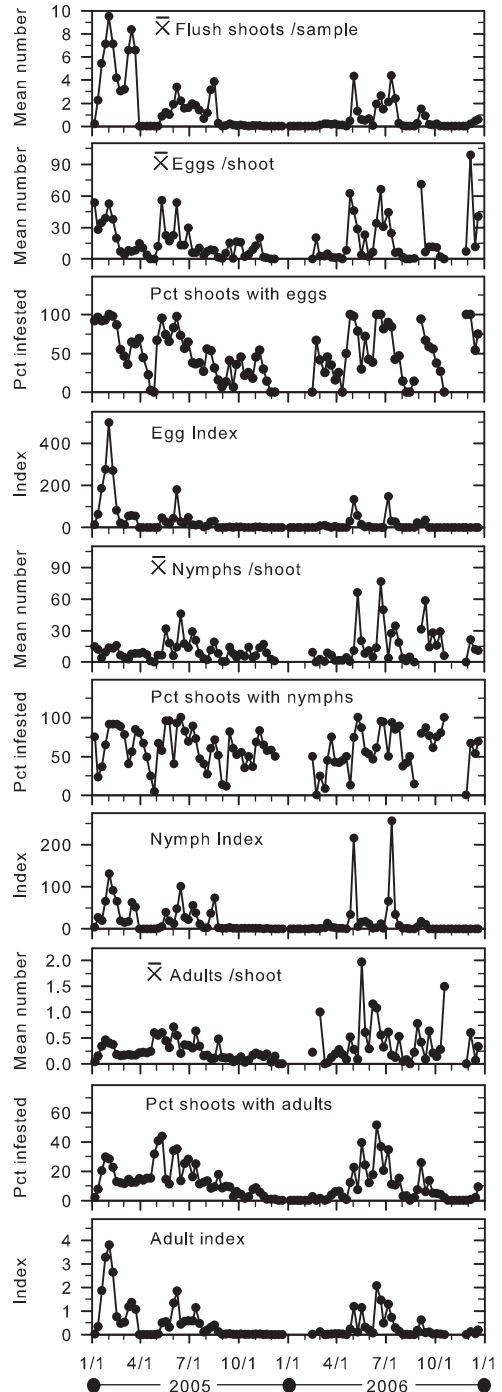 10
8
6
4
2
0
Mean number
X̄ Flush shoots /sample
90
60
30
0
Mean number
X̄ Eggs /shoot
100
50
0
Pct infested
Pct shoots with eggs
400
200
0
Index
Egg Index
90
60
30
0
Mean number
X̄ Nymphs /shoot
100
50
0
Pct infested
Pct shoots with nymphs
200
100
0
Index
Nymph Index
2.0
1.5
1.0
0.5
0.0
Mean number
X̄ Adults /shoot
60
40
20
0
Pct infested
Pct shoots with adults
4
3
2
1
0
Index
Adult index
1/1 4/1 7/1 10/1 1/1 4/1 7/1 10/1 1/1
2005 2006